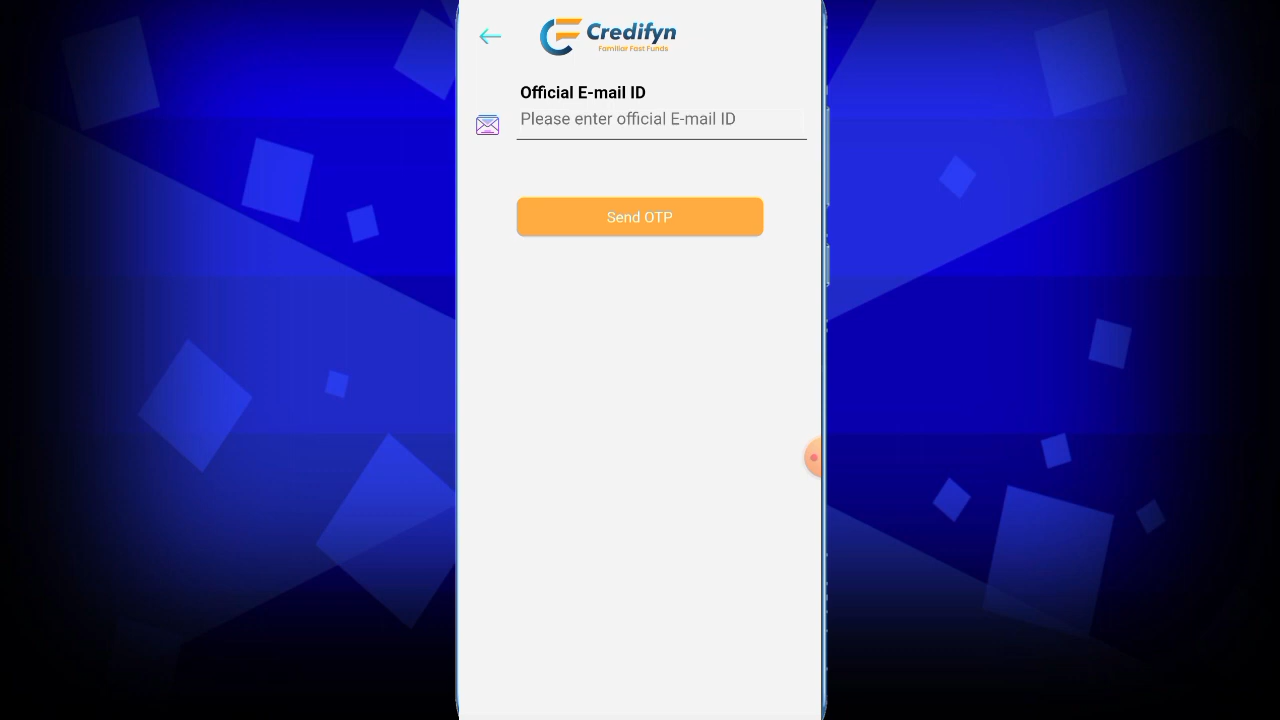 Credifyn
Familiar Fast Funds
Official E-mail ID
Please enter official E-mail ID
Send OTP